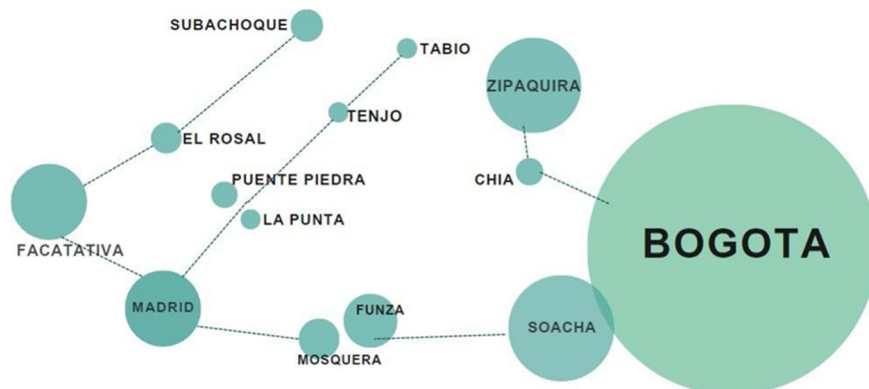 SUBACHOQUE
TABIO
ZIPAQUIRA
TENJO
EL ROSAL
PUENTE PIEDRA
CHIA
LA PUNTA
BOGOTA
FACATATIVA
MADRID
FUNZA
SOACHA
MOSQUERA